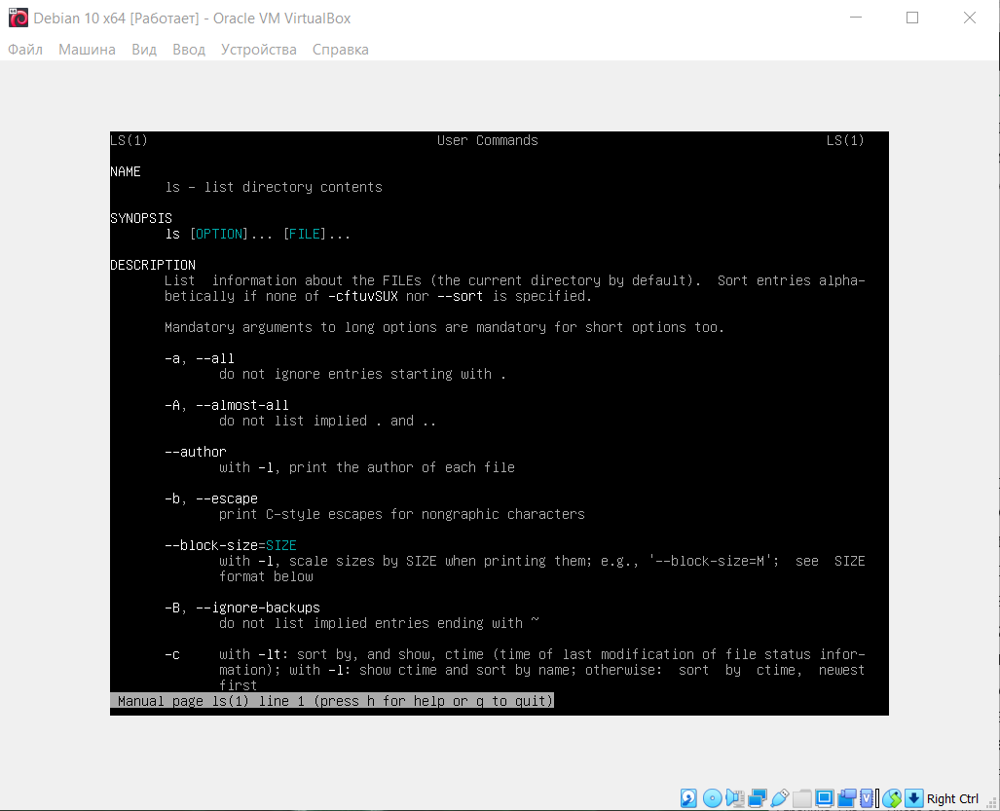 Debian 10 x64 [Работает] - Oracle VM VirtualBox
Файл Машина Вид Ввод Устройства Справка
LS(1) User Commands LS(1)
NAME
ls - list directory contents
SYNOPSIS
ls [OPTION]... [FILE]...
DESCRIPTION
List information about the FILEs (the current directory by default). Sort entries alpha-
betically if none of -cftuvSUX nor --sort is specified.
Mandatory arguments to long options are mandatory for short options too.
-a, --all
do not ignore entries starting with .
-A, --almost-all
do not list implied . and ..
--author
with -l, print the author of each file
-b, --escape
print C-style escapes for nongraphic characters
--block-size=SIZE
with -l, scale sizes by SIZE when printing them; e.g., '--block-size=M'; see SIZE
format below
-B, --ignore-backups
do not list implied entries ending with ~
-c with -lt: sort by, and show, ctime (time of last modification of file status infor-
mation); with -l: show ctime and sort by name; otherwise: sort by ctime, newest
first
Manual page ls(1) line 1 (press h for help or q to quit)
Right Ctrl